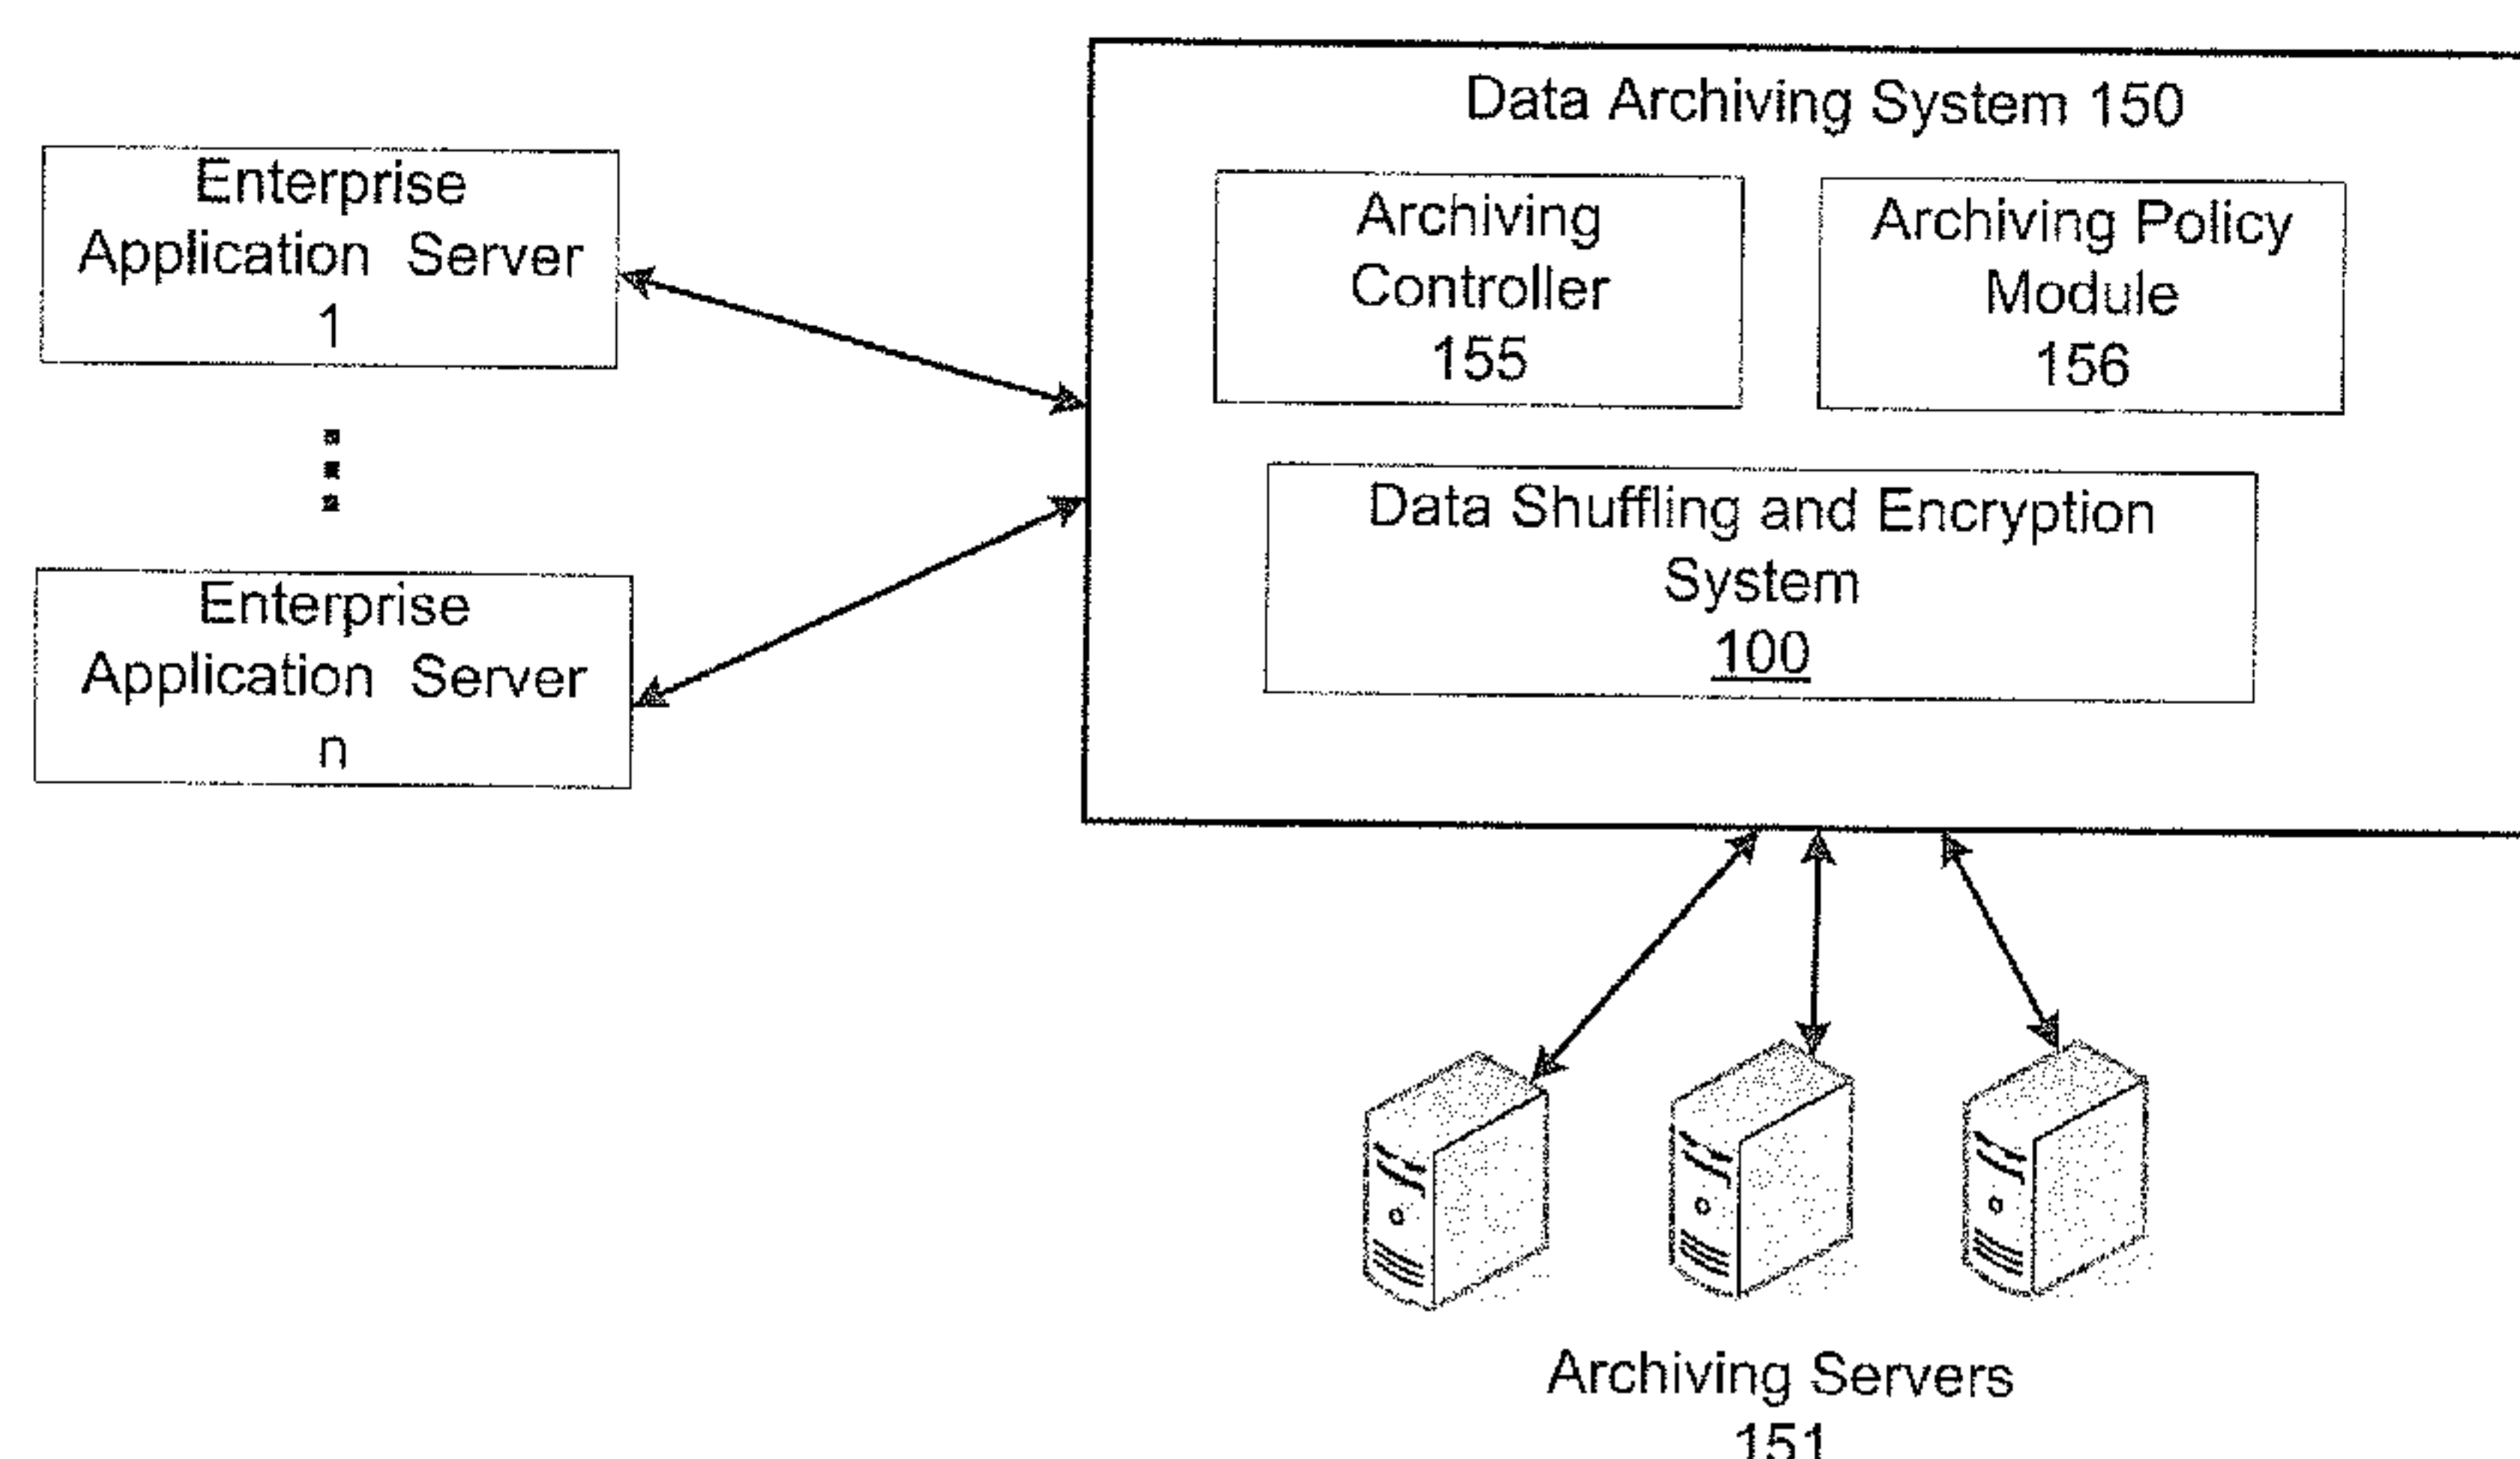 Data Archiving System 150
Enterprise
Application Server
1
Archiving
Controller
155
Archiving Policy
Module
156
Data Shuffling and Encryption
System
100
Enterprise
Application Server
n
Archiving Servers
151